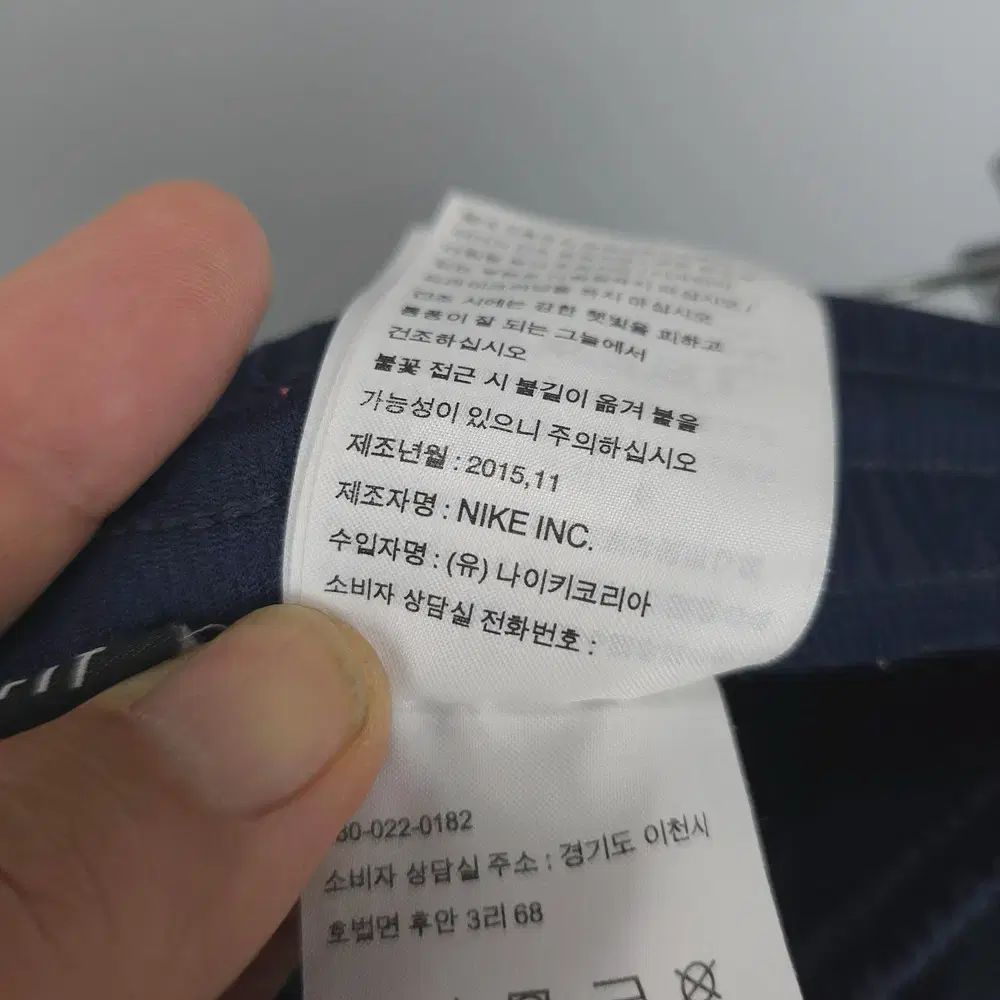 건조 시에는 강한 햇빛을 피하고
통풍이 잘 되는 그늘에서
건조하십시오
불꽃 접근 시 불길이 옮겨 붙을
가능성이 있으니 주의하십시오
제조년월 : 2015,11
제조자명 : NIKE INC.
수입자명 : (유) 나이키코리아
소비자 상담실 전화번호 :
80-022-0182
소비자 상담실 주소 : 경기도 이천시
호법면 후안 3리 68